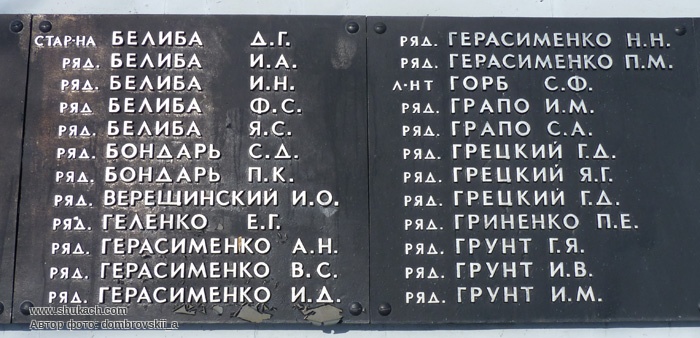 СТАР-НА БЕЛИБА Д.Г.
РЯД. БЕЛИБА И.А.
РЯД. БЕЛИБА И.Н.
РЯД. БЕЛИБА Ф.С.
РЯД. БЕЛИБА Я.С.
РЯД. БОНДАРЬ С.Д.
РЯД. БОНДАРЬ П.К.
РЯД. ВЕРЕЩИНСКИЙ И.О.
РЯД. ГЕЛЕНКО Е.Г.
РЯД. ГЕРАСИМЕНКО А.Н.
РЯД. ГЕРАСИМЕНКО В.С.
РЯД. ГЕРАСИМЕНКО И.Д.
РЯД. ГЕРАСИМЕНКО Н.Н.
РЯД. ГЕРАСИМЕНКО П.М.
Л-НТ ГОРБ С.Ф.
РЯД. ГРАПО И.М.
РЯД. ГРАПО С.А.
РЯД. ГРЕЦКИЙ Г.Д.
РЯД. ГРЕЦКИЙ Я.Г.
РЯД. ГРЕЦКИЙ Г.Д.
РЯД. ГРИНЕНКО П.Е.
РЯД. ГРУНТ Г.Я.
РЯД. ГРУНТ И.В.
РЯД. ГРУНТ И.М.
www.shukach.com
Автор фото: dombrovskii_a